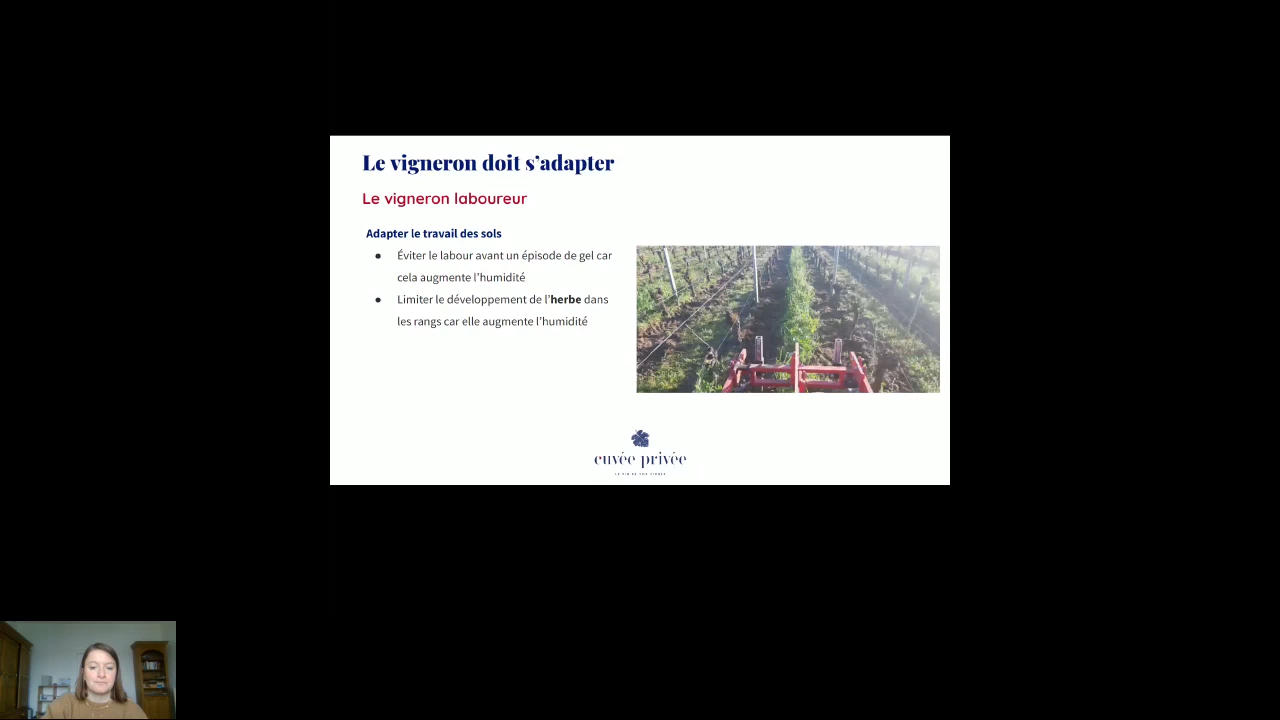 Le vigneron doit s'adapter
Le vigneron laboureur
Adapter le travail des sols
● Éviter le labour avant un épisode de gel car
cela augmente l'humidité
● Limiter le développement de l'herbe dans
les rangs car elle augmente l'humidité
cuvée privée